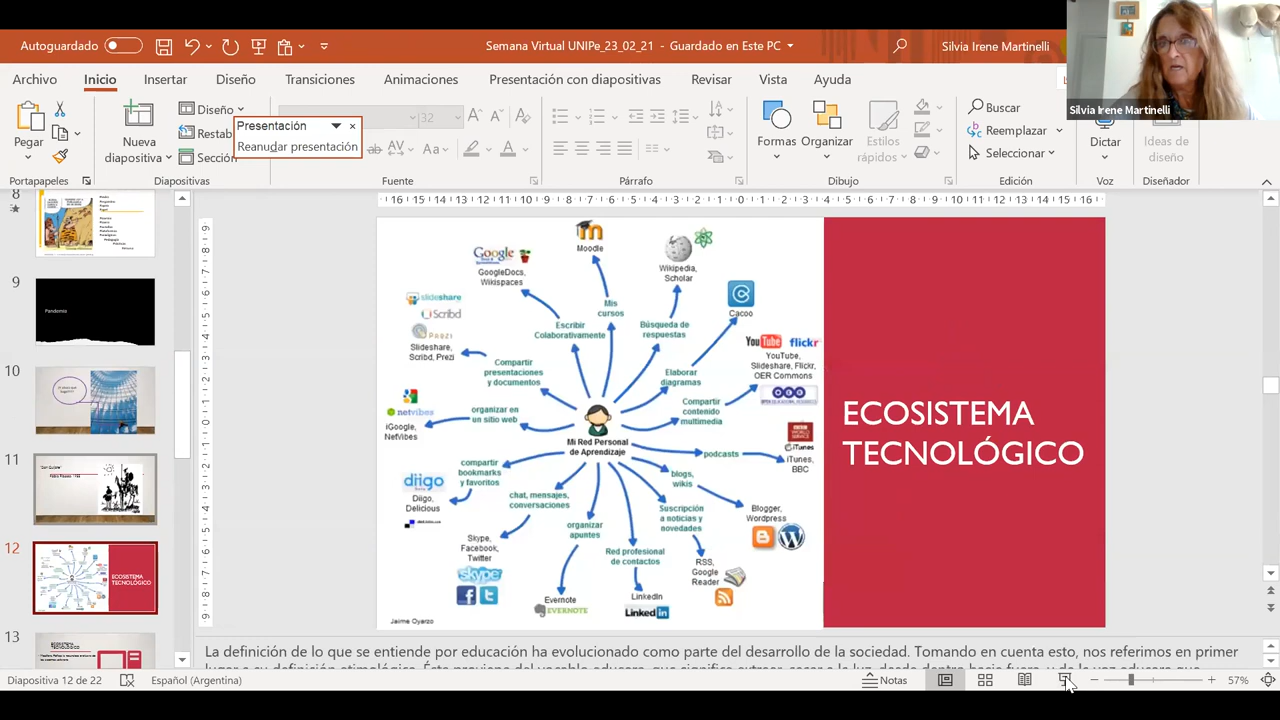 Autoguardado
Semana Virtual UNIPe_23_02_21 - Guardado en Este PC
Silvia Irene Martinelli
Silvia Irene Martinelli
Archivo
Inicio
Insertar
Diseño
Transiciones
Animaciones
Presentación con diapositivas
Revisar
Vista
Ayuda
Pegar
Nueva
diapositiva
Diseño
Restab
Sección
Presentación
Reanudar presentación
32
Formas
Organizar
Estilos
rápidos
Buscar
Reemplazar
Seleccionar
Dictar
Ideas de
diseño
Portapapeles
Diapositivas
Fuente
Párrafo
Dibujo
Edición
Voz
Diseñador
8
9
Pandemia
10
11
12
ECOSISTEMA
TECNOLÓGICO
13
Moodle
Google
GoogleDocs,
Wikispaces
Wikipedia,
Scholar
Cacoo
slideshare
Scribd
PREZI
Slideshare,
Scribd, Prezi
Escribir
Colaborativamente
Mis
cursos
Búsqueda de
respuestas
YouTube flickr
YouTube,
Slideshare, Flickr,
OER Commons
Compartir
presentaciones
y documentos
Elaborar
diagramas
Compartir
contenido
multimedia
netvibes
iGoogle,
NetVibes
organizar en
un sitio web
Mi Red Personal
de Aprendizaje
podcasts
iTunes
iTunes,
BBC
compartir
bookmarks
y favoritos
diigo
Diigo,
Delicious
chat, mensajes,
conversaciones
blogs,
wikis
Blogger,
Wordpress
organizar
apuntes
Suscripción
a noticias y
novedades
Skype,
Facebook,
Twitter
skype
Red profesional
de contactos
RSS,
Google
Reader
Evernote
EVERNOTE
LinkedIn
Linked in
Jaime Oyarzo
ECOSISTEMA
TECNOLÓGICO
La definición de lo que se entiende por educación ha evolucionado como parte del desarrollo de la sociedad. Tomando en cuenta esto, nos referimos en primer
Diapositiva 12 de 22
Español (Argentina)
Notas
57%